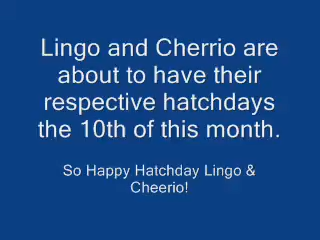 Lingo and Cherrio are
about to have their
respective hatchdays
the 10th of this month.
So Happy Hatchday Lingo &
Cheerio!